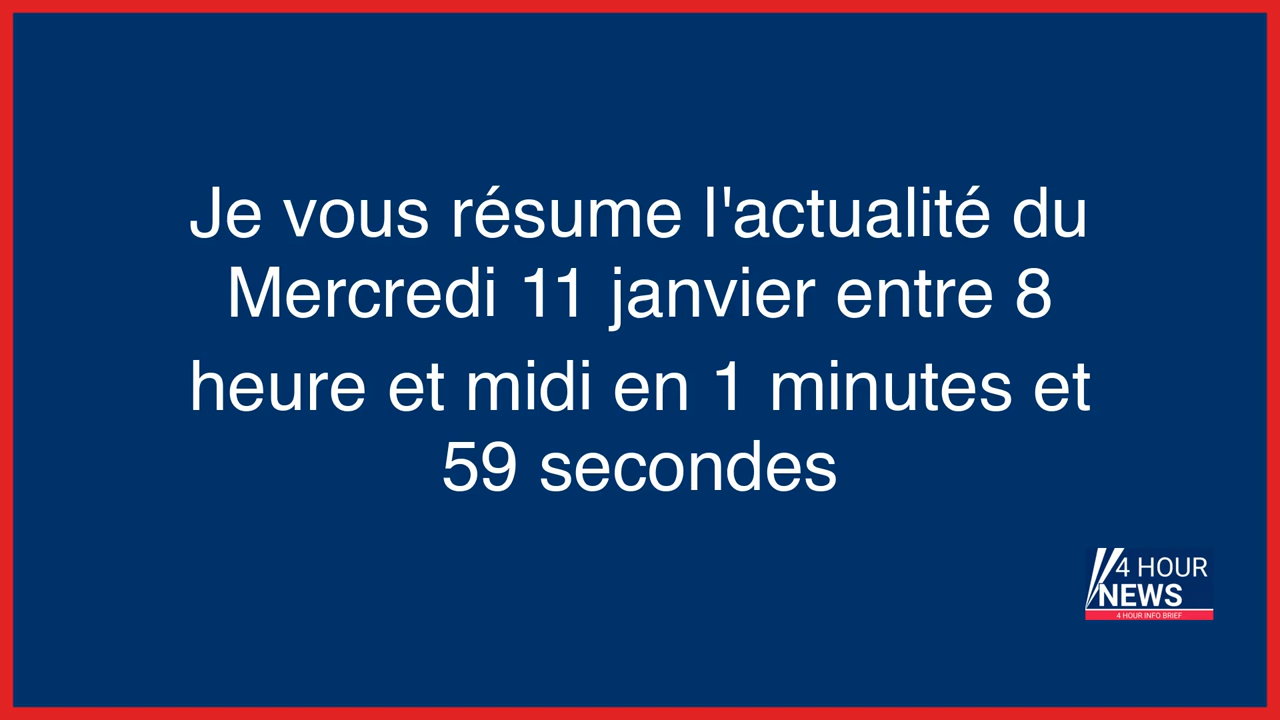 Je vous résume l'actualité du
Mercredi 11 janvier entre 8
heure et midi en 1 minutes et
59 secondes
4 HOUR
NEWS
4 HOUR INFO BRIEF